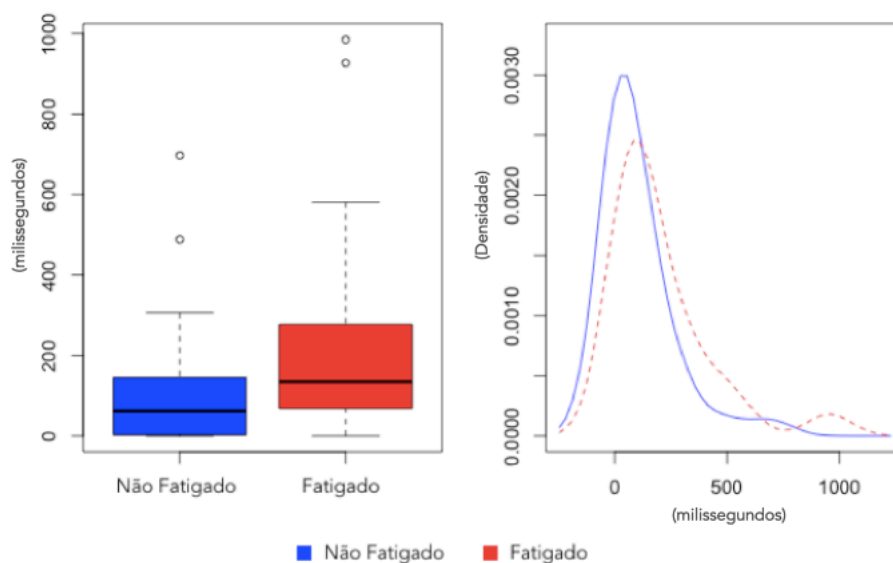 (milissegundos)
1000
800
600
400
200
0
Não Fatigado
Fatigado
(Densidade)
0.0030
0.0020
0.0010
0.0000
0
500
1000
(milissegundos)
Não Fatigado
Fatigado